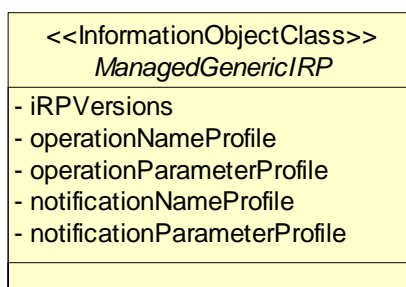 <<InformationObjectClass>>
ManagedGenericIRP
- iRPVersions
- operationNameProfile
- operationParameterProfile
- notificationNameProfile
- notificationParameterProfile